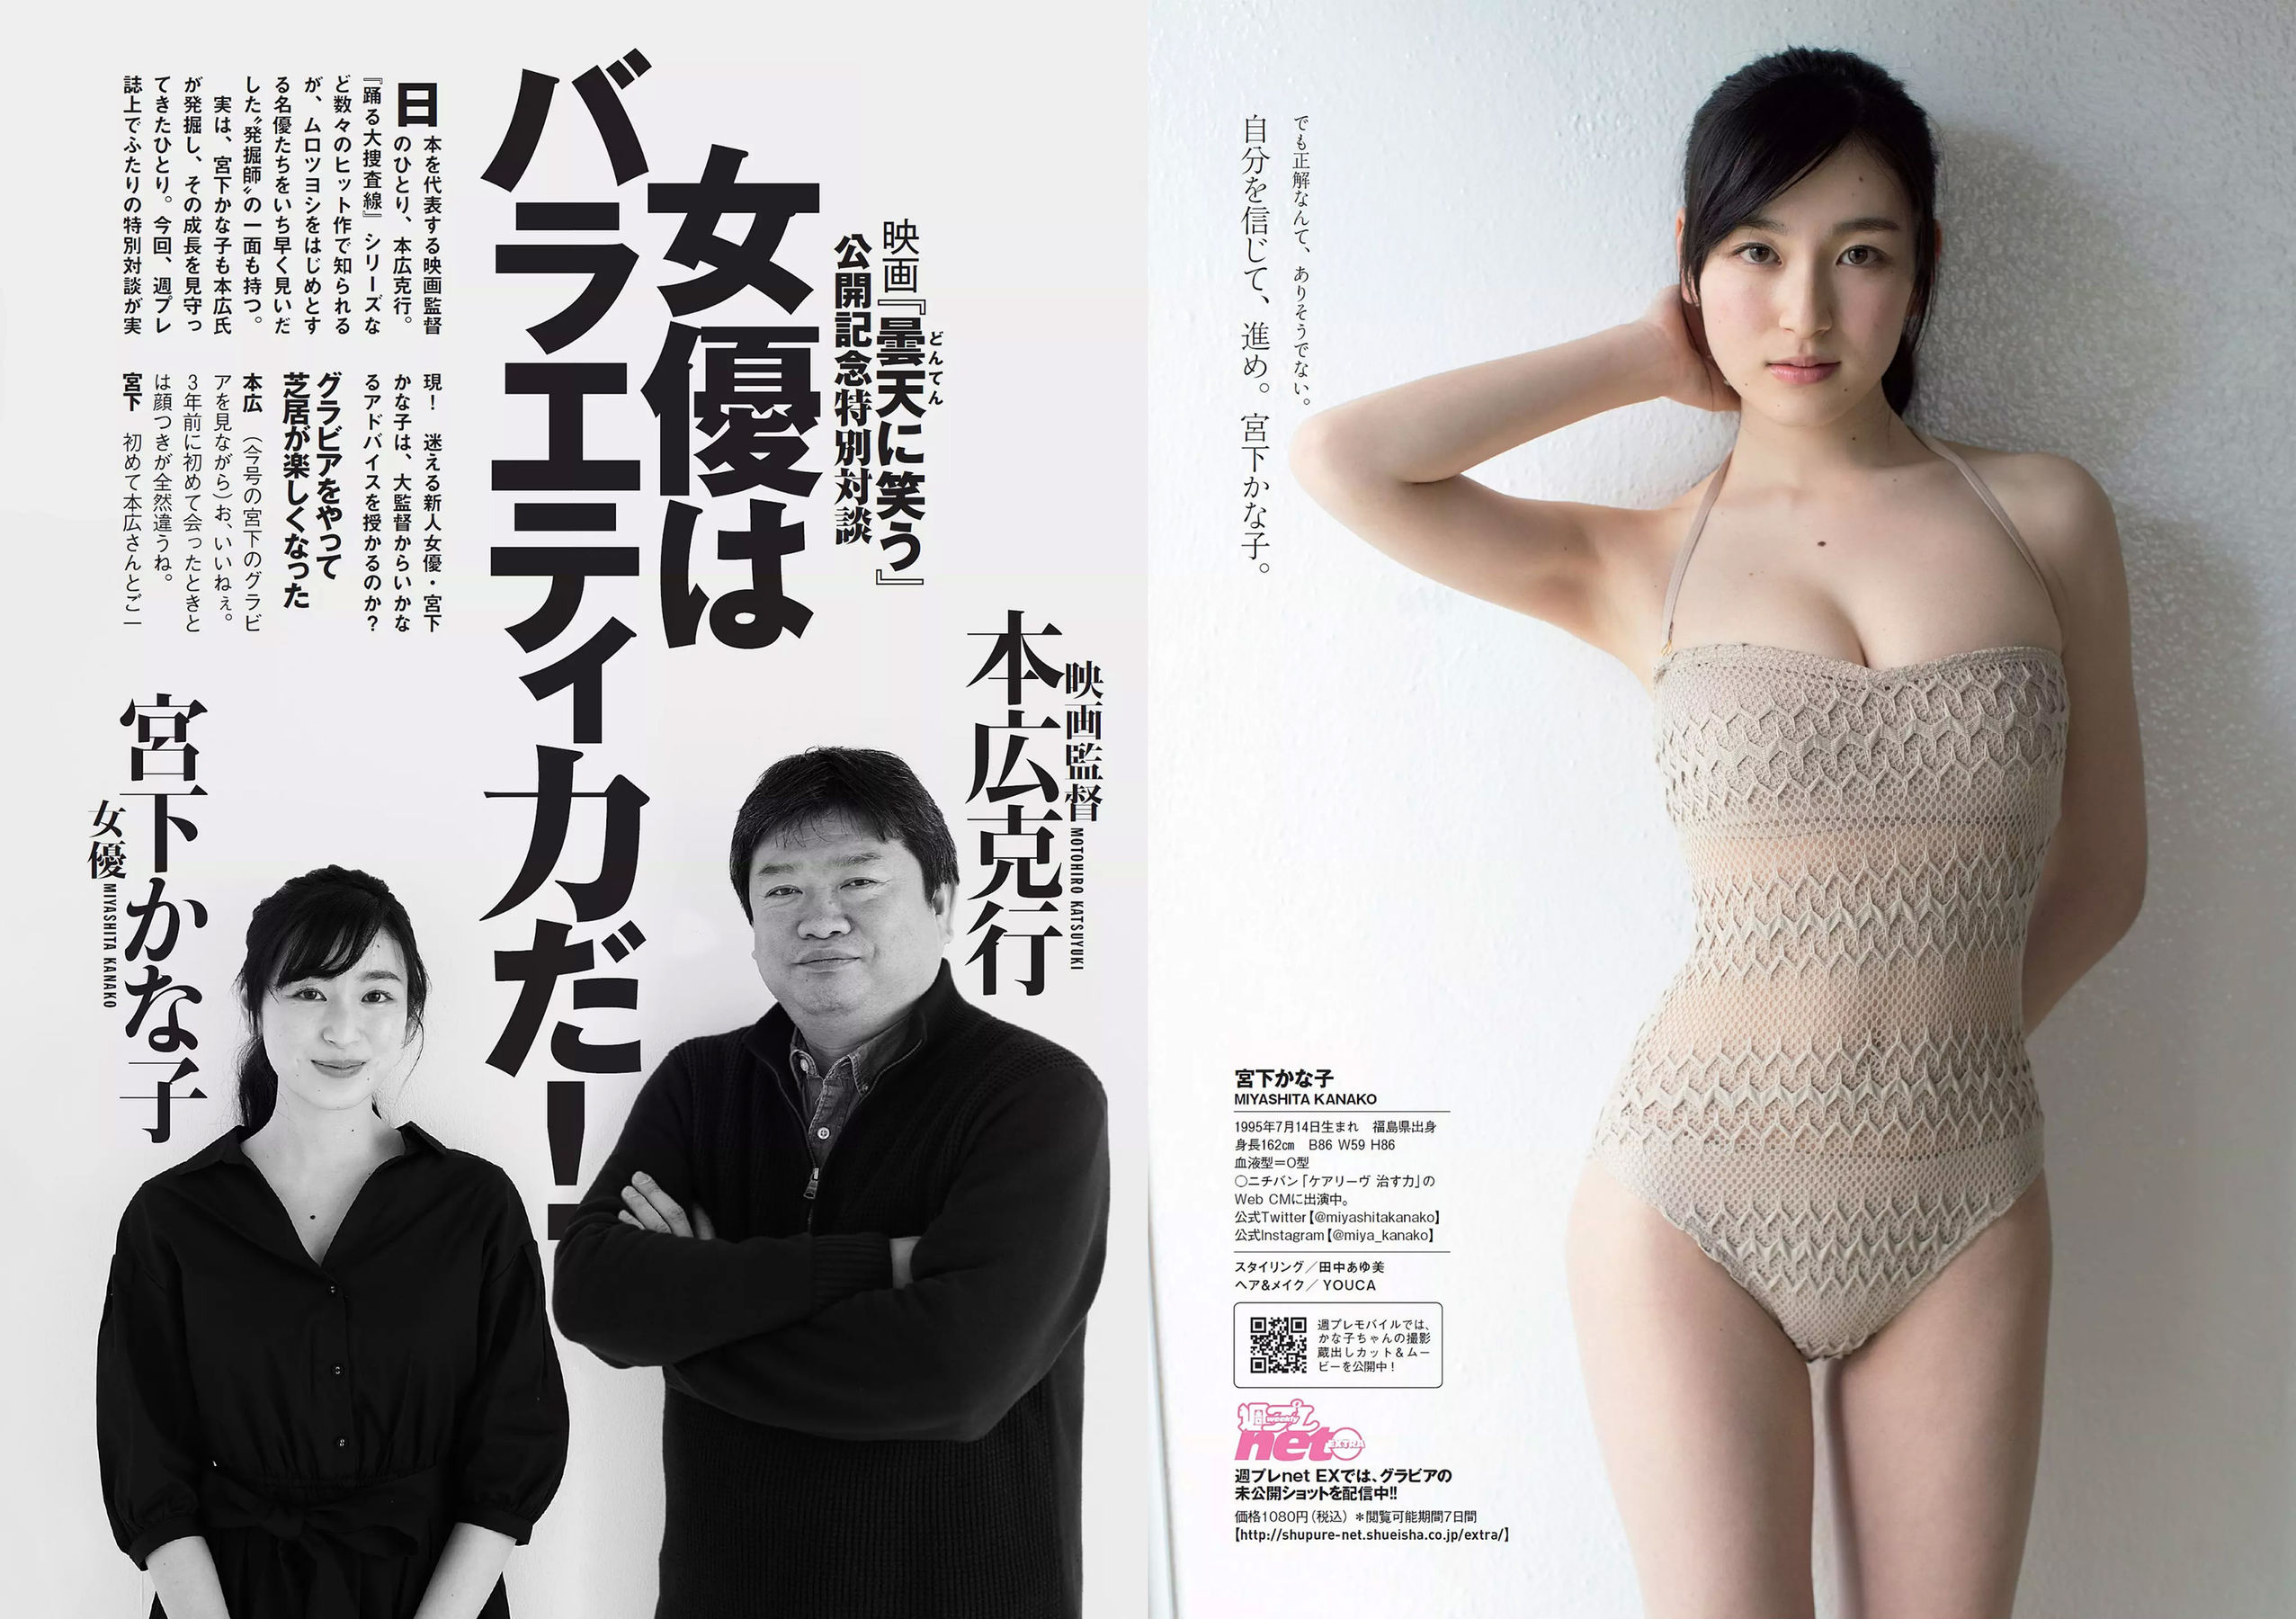 でも正解なんて、ありそうでない。
自分を信じて、進め。宮下かな子。
宮下かな子
MIYASHITA KANAKO
1995年7月14日生まれ　福島県出身
身長162㎝　B86 W59 H86
血液型＝O型
○ニチバン「ケアリーヴ 治す力」の
Web CMに出演中。
公式Twitter【@miyashitakanako】
公式Instagram【@miya_kanako】
スタイリング／田中あゆ美
ヘア&メイク／YOUCA
週プレモバイルでは、
かな子ちゃんの撮影
蔵出しカット＆ムー
ビーを公開中！
週プレ
weekly
net EXTRA
週プレnet EXでは、グラビアの
未公開ショットを配信中!!
価格1080円（税込）＊閲覧可能期間7日間
【http://shupure-net.shueisha.co.jp/extra/】
映画監督 MOTOHIRO KATSUYUKI
本広克行
映画『曇天に笑う』
どんてん
公開記念特別対談
女優は
バラエティ力だ！
日本を代表する映画監督
のひとり、本広克行。
『踊る大捜査線』シリーズな
ど数々のヒット作で知られる
が、ムロツヨシをはじめとす
る名優たちをいち早く見いだ
した〝発掘師〟の一面も持つ。
実は、宮下かな子も本広氏
が発掘し、その成長を見守っ
てきたひとり。今回、週プレ
誌上でふたりの特別対談が実
現！　迷える新人女優・宮下
かな子は、大監督からいかな
るアドバイスを授かるのか？
グラビアをやって
芝居が楽しくなった
本広　（今号の宮下のグラビ
アを見ながら）お、いいねぇ。
3年前に初めて会ったときと
は顔つきが全然違うね。
宮下　初めて本広さんとご一
宮下かな子
女優 MIYASHITA KANAKO